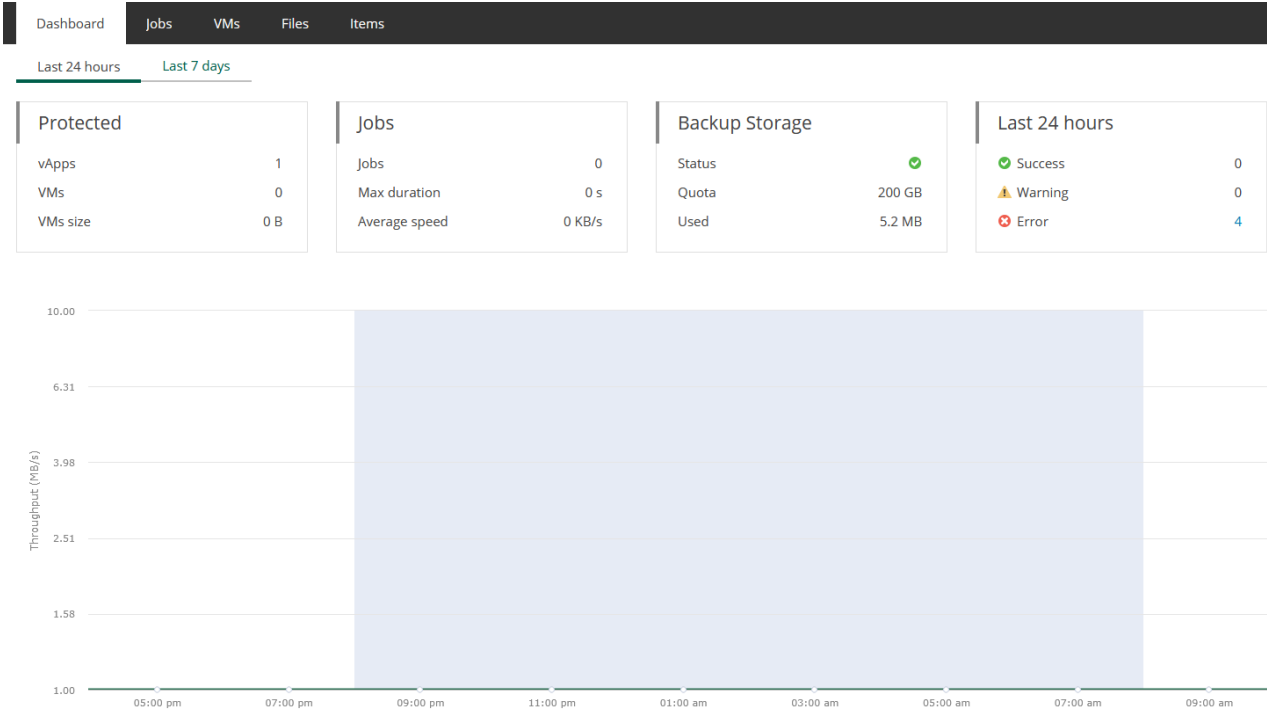 Dashboard Jobs VMs Files Items
Last 24 hours Last 7 days
Protected
vApps 1
VMs 0
VMs size 0 B
Jobs
Jobs 0
Max duration 0 s
Average speed 0 KB/s
Backup Storage
Status
Quota 200 GB
Used 5.2 MB
Last 24 hours
Success 0
Warning 0
Error 4
Throughput (MB/s)
10.00
6.31
3.98
2.51
1.58
1.00
05:00 pm 07:00 pm 09:00 pm 11:00 pm 01:00 am 03:00 am 05:00 am 07:00 am 09:00 am